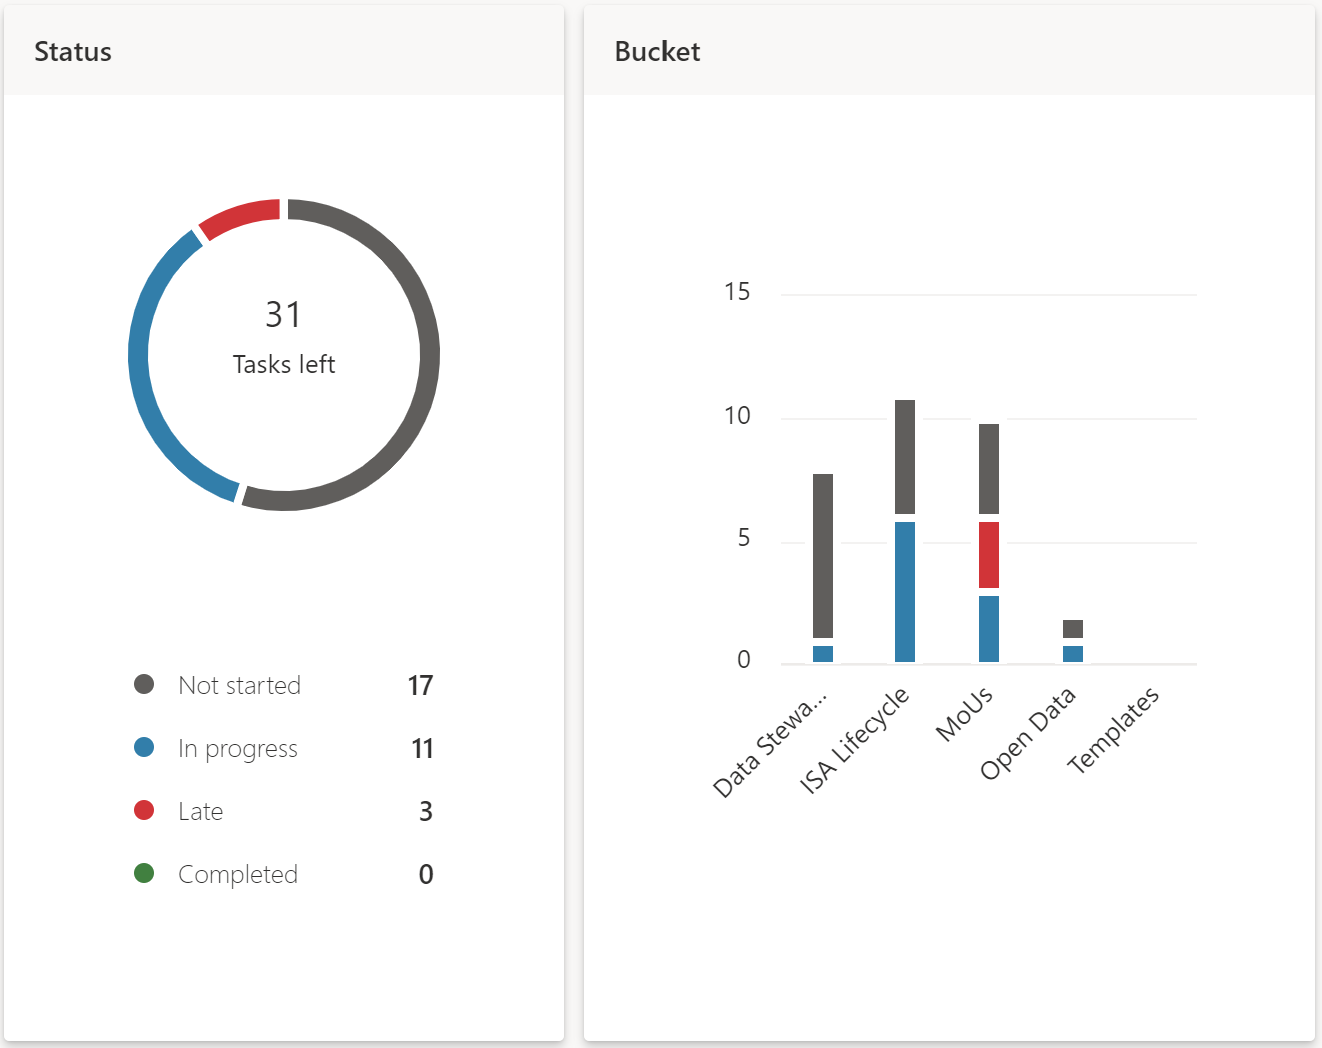 Status
31
Tasks left
Not started 17
In progress 11
Late 3
Completed 0
Bucket
15
10
5
0
Data Stewa...
ISA Lifecycle
MoUs
Open Data
Templates